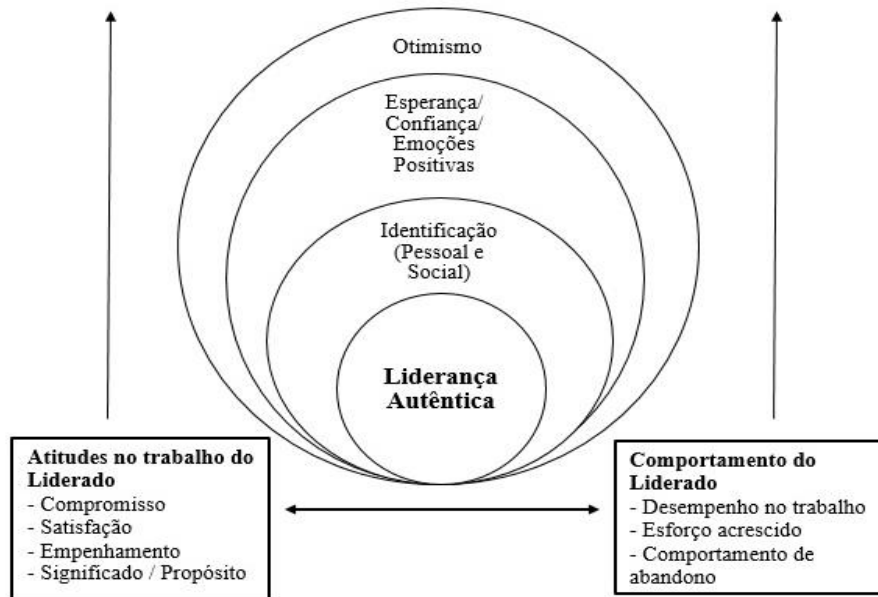 Otimismo
Esperança/
Confiança/
Emoções
Positivas
Identificação
(Pessoal e
Social)
Liderança
Autêntica
Atitudes no trabalho do
Liderado
- Compromisso
- Satisfação
- Empenhamento
- Significado / Propósito
Comportamento do
Liderado
- Desempenho no trabalho
- Esforço acrescido
- Comportamento de
abandono